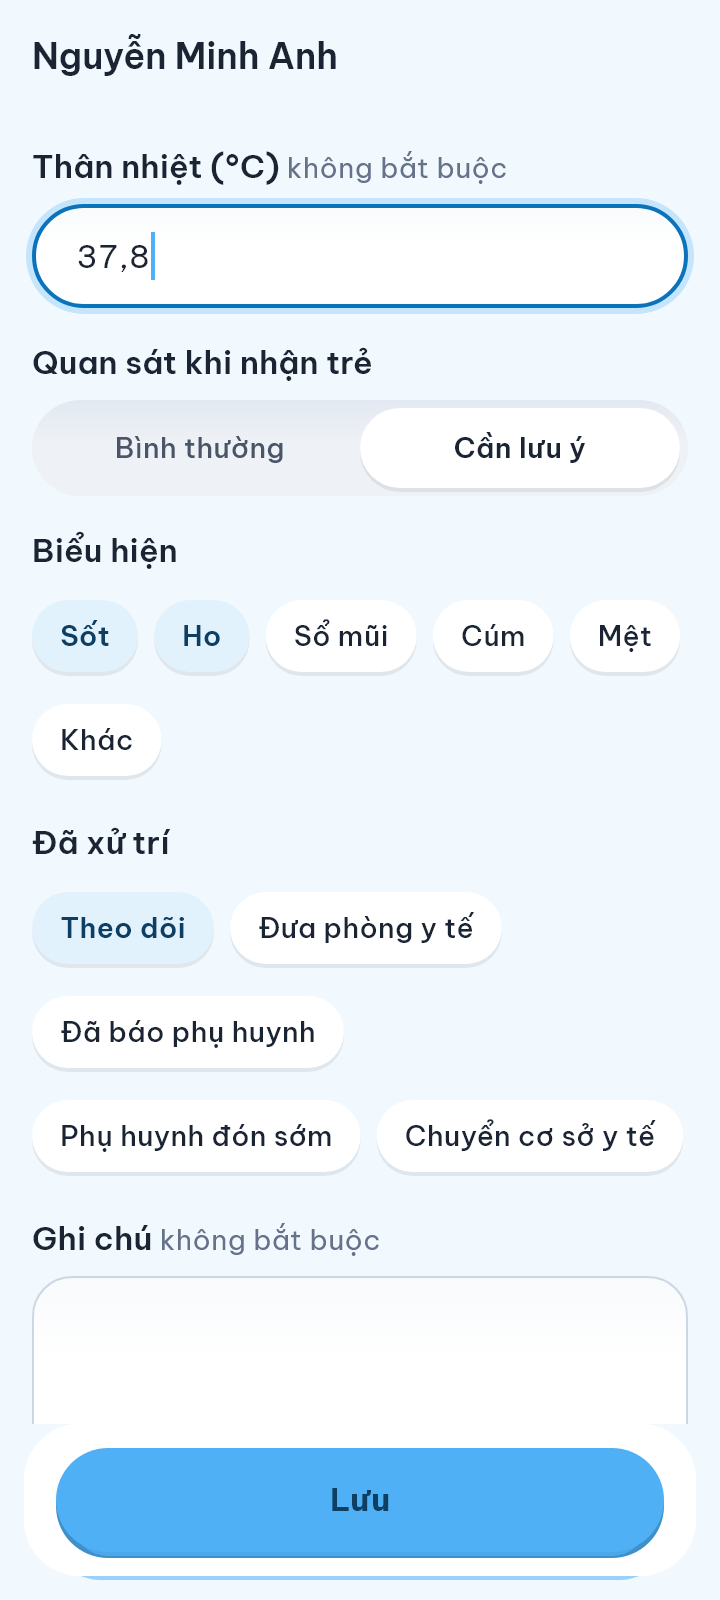 Nguyễn Minh Anh
Thân nhiệt (°C) không bắt buộc
37,8
Quan sát khi nhận trẻ
Bình thường Cần lưu ý
Biểu hiện
Sốt Ho Sổ mũi Cúm Mệt
Khác
Đã xử trí
Theo dõi Đưa phòng y tế
Đã báo phụ huynh
Phụ huynh đón sớm Chuyển cơ sở y tế
Ghi chú không bắt buộc
Lưu